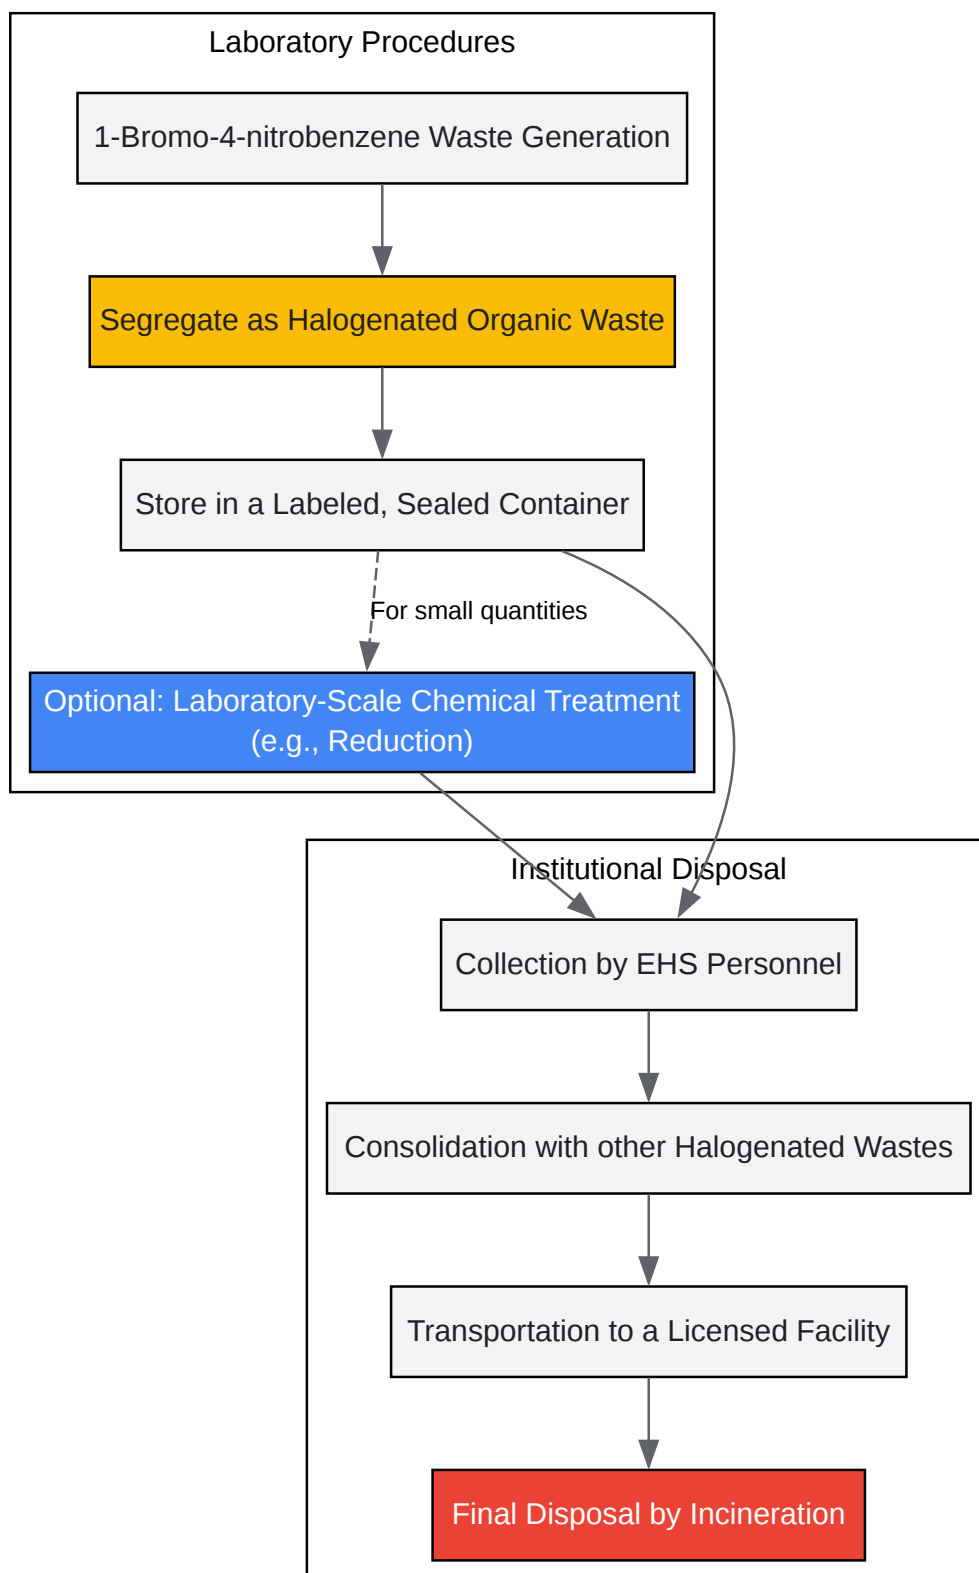 Laboratory Procedures
1-Bromo-4-nitrobenzene Waste Generation
Segregate as Halogenated Organic Waste
Store in a Labeled, Sealed Container
For small quantities
Optional: Laboratory-Scale Chemical Treatment
(e.g., Reduction)
Institutional Disposal
Collection by EHS Personnel
Consolidation with other Halogenated Wastes
Transportation to a Licensed Facility
Final Disposal by Incineration